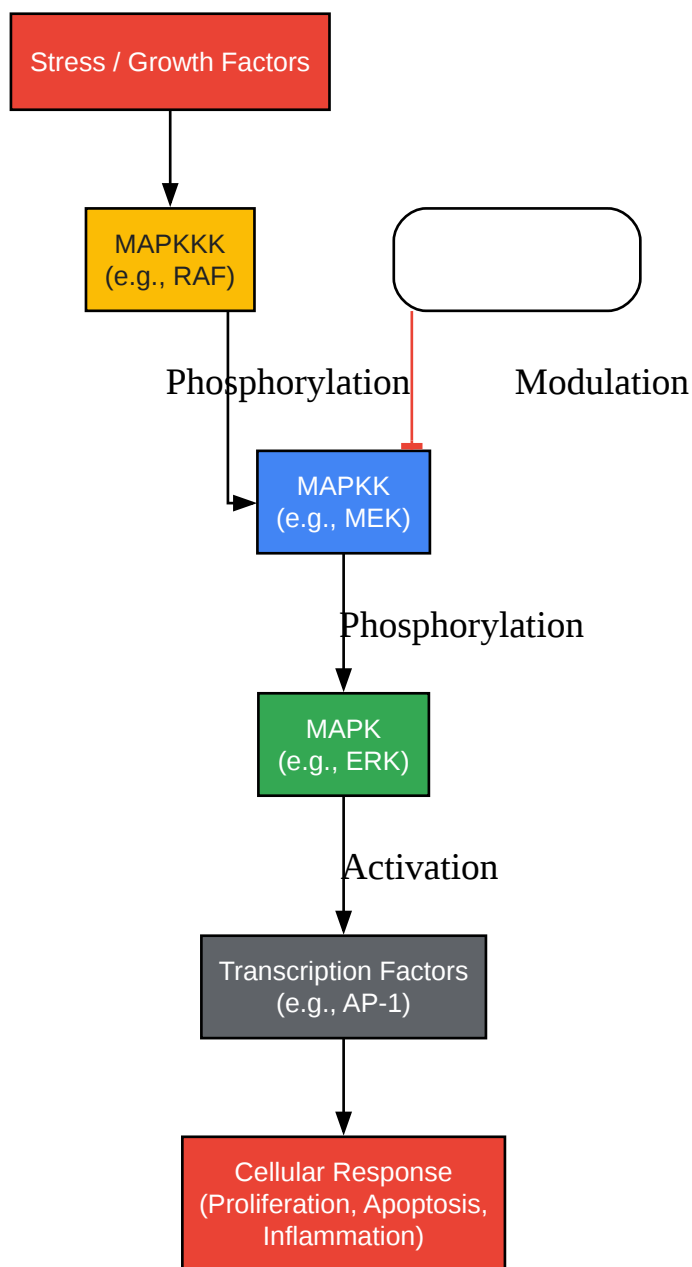 Stress / Growth Factors
MAPKKK
(e.g., RAF)
Phosphorylation
Modulation
MAPKK
(e.g., MEK)
Phosphorylation
MAPK
(e.g., ERK)
Activation
Transcription Factors
(e.g., AP-1)
Cellular Response
(Proliferation, Apoptosis,
Inflammation)